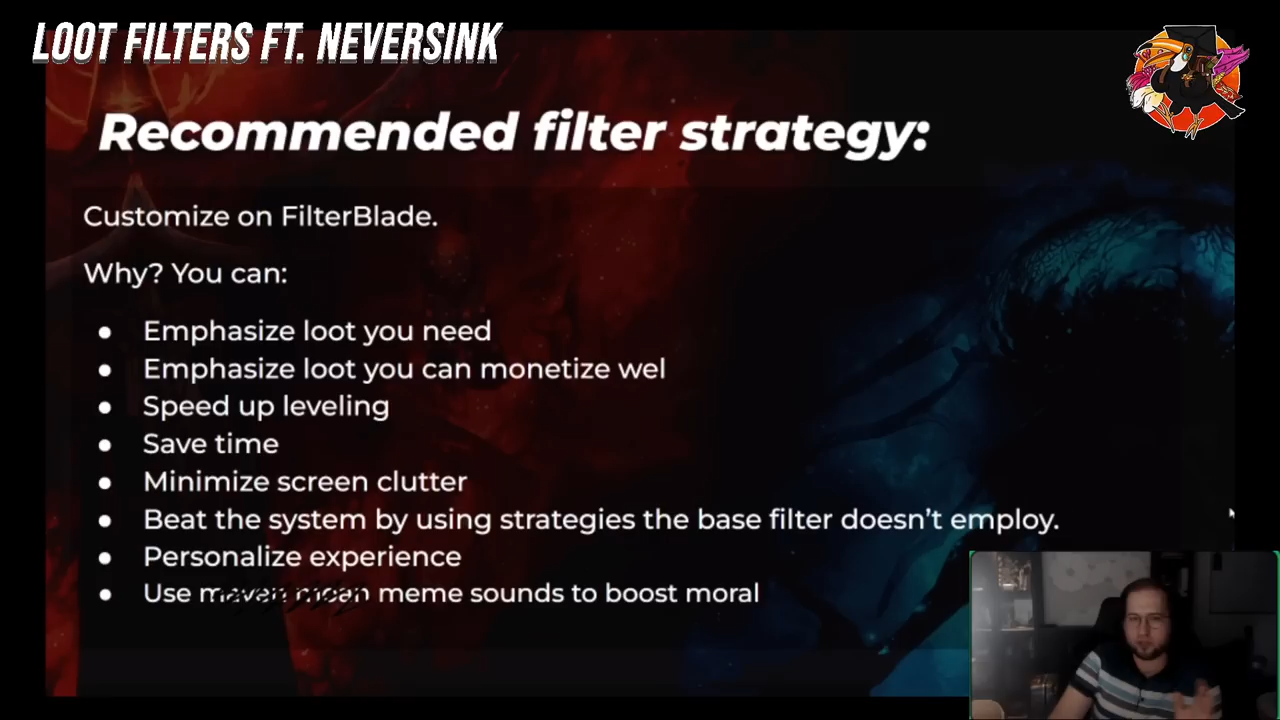 LOOT FILTERS FT. NEVERSINK
Recommended filter strategy:
Customize on FilterBlade.
Why? You can:
● Emphasize loot you need
● Emphasize loot you can monetize wel
● Speed up leveling
● Save time
● Minimize screen clutter
● Beat the system by using strategies the base filter doesn't employ.
● Personalize experience
● Use maven moan meme sounds to boost moral